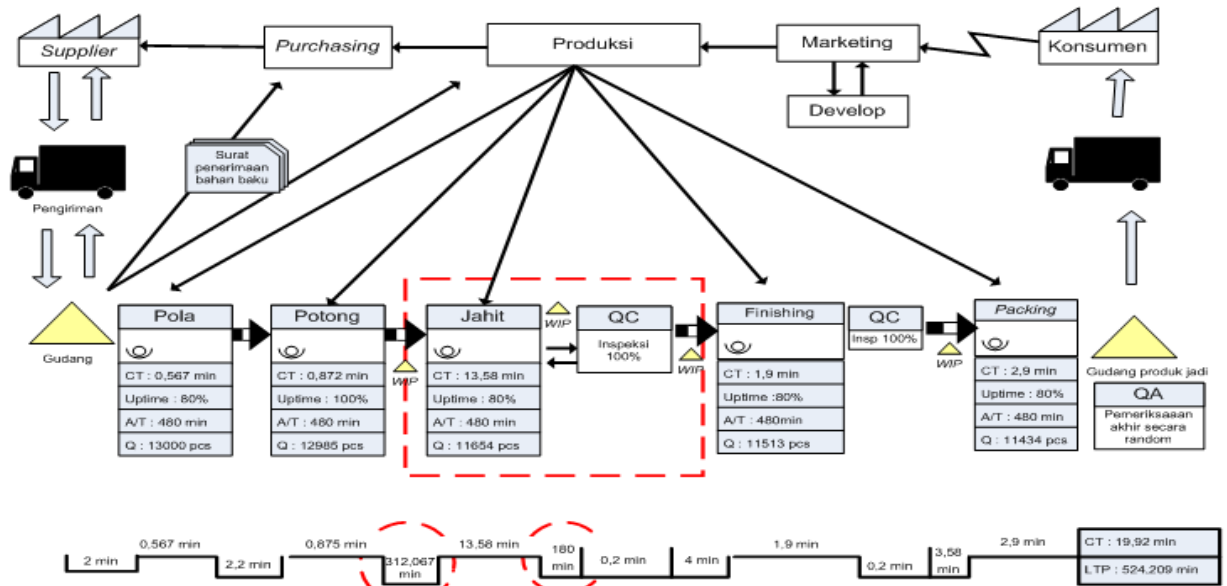 Supplier
Purchasing
Produksi
Marketing
Konsumen
Develop
Surat
penerimaan
bahan baku
Pengiriman
Gudang
Pola
CT : 0,567 min
Uptime : 80%
A/T : 480 min
Q : 13000 pcs
Potong
CT : 0,872 min
Uptime : 100%
A/T : 480 min
Q : 12985 pcs
WIP
Jahit
CT : 13,58 min
Uptime : 80%
A/T : 480 min
Q : 11654 pcs
WIP
QC
Inspeksi
100%
WIP
Finishing
CT : 1,9 min
Uptime :80%
A/T : 480min
Q : 11513 pcs
QC
Insp 100%
WIP
Packing
CT : 2,9 min
Uptime : 80%
A/T : 480 min
Q : 11434 pcs
Gudang produk jadi
QA
Pemeriksaaan
akhir secara
random
2 min
0,567 min
2,2 min
0,875 min
312,067
min
13,58 min
180
min
0,2 min
4 min
1,9 min
0,2 min
3,58
min
2,9 min
CT : 19,92 min
LTP : 524,209 min